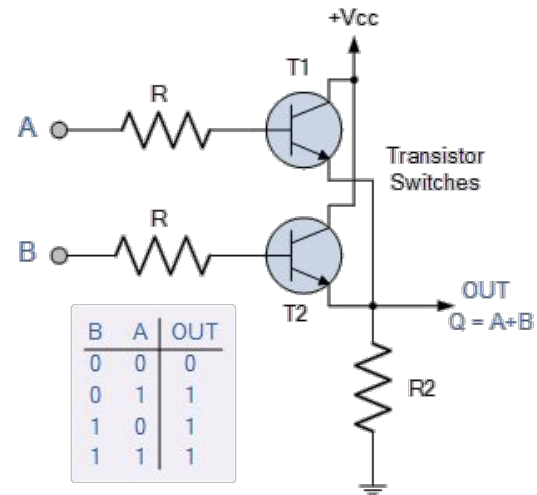 +Vcc
T1
R
A
Transistor
Switches
R
B
T2
OUT
Q = A+B
R2
B A OUT
0 0 0
0 1 1
1 0 1
1 1 1